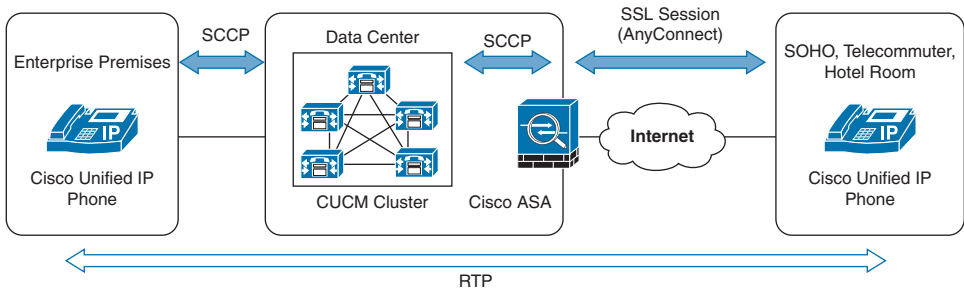 SCCP
Data Center
SCCP
SSL Session
(AnyConnect)
Enterprise Premises
SOHO, Telecommuter,
Hotel Room
IP
Internet
IP
Cisco Unified IP
Phone
CUCM Cluster
Cisco ASA
Cisco Unified IP
Phone
RTP